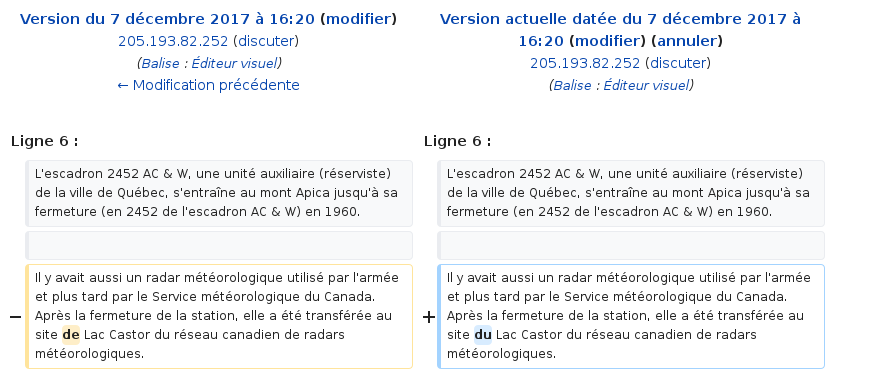 Version du 7 décembre 2017 à 16:20 (modifier)
205.193.82.252 (discuter)
(Balise : Éditeur visuel)
← Modification précédente
Version actuelle datée du 7 décembre 2017 à
16:20 (modifier) (annuler)
205.193.82.252 (discuter)
(Balise : Éditeur visuel)
Ligne 6 :
Ligne 6 :
L'escadron 2452 AC & W, une unité auxiliaire (réserviste)
de la ville de Québec, s'entraîne au mont Apica jusqu'à sa
fermeture (en 2452 de l'escadron AC & W) en 1960.
L'escadron 2452 AC & W, une unité auxiliaire (réserviste)
de la ville de Québec, s'entraîne au mont Apica jusqu'à sa
fermeture (en 2452 de l'escadron AC & W) en 1960.
−
Il y avait aussi un radar météorologique utilisé par l'armée
et plus tard par le Service météorologique du Canada.
Après la fermeture de la station, elle a été transférée au
site de Lac Castor du réseau canadien de radars
météorologiques.
+
Il y avait aussi un radar météorologique utilisé par l'armée
et plus tard par le Service météorologique du Canada.
Après la fermeture de la station, elle a été transférée au
site du Lac Castor du réseau canadien de radars
météorologiques.